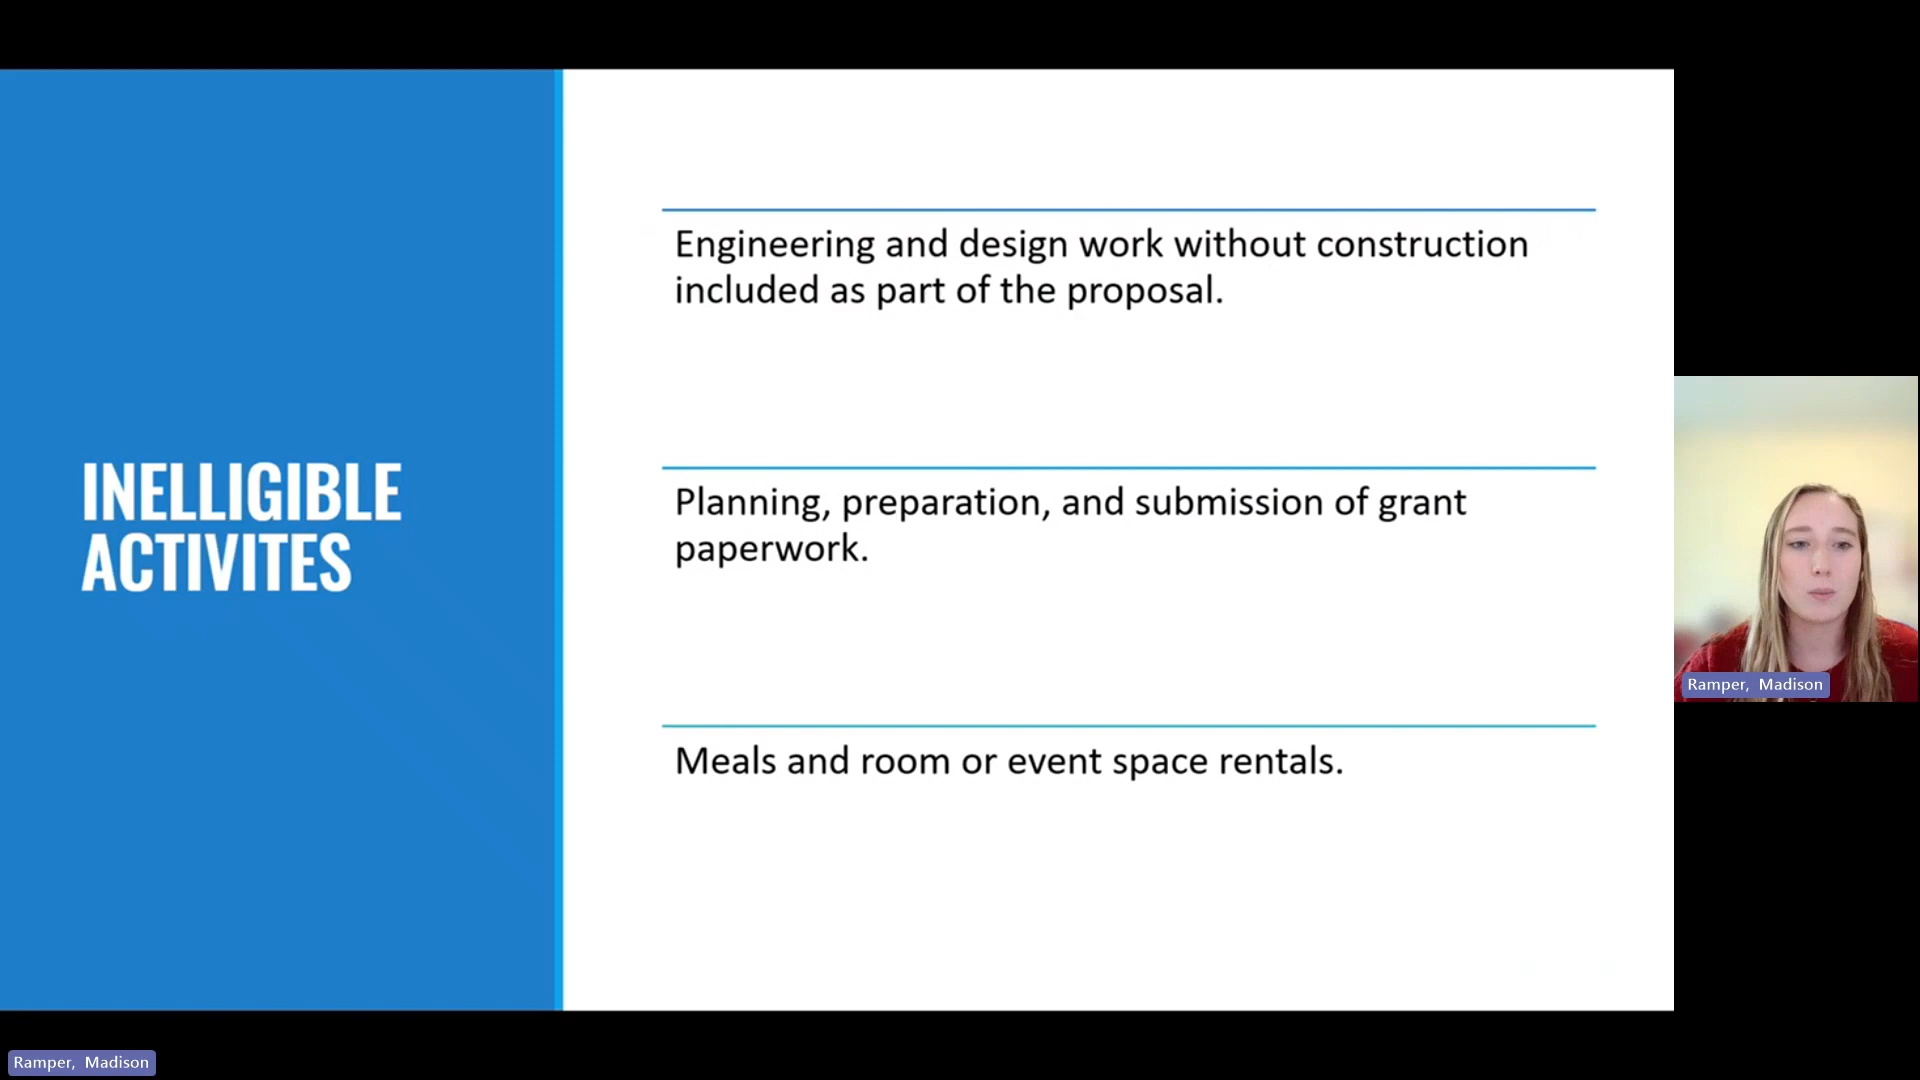 INELLIGIBLE
ACTIVITES
Engineering and design work without construction
included as part of the proposal.
Planning, preparation, and submission of grant
paperwork.
Meals and room or event space rentals.
Ramper, Madison
Ramper, Madison